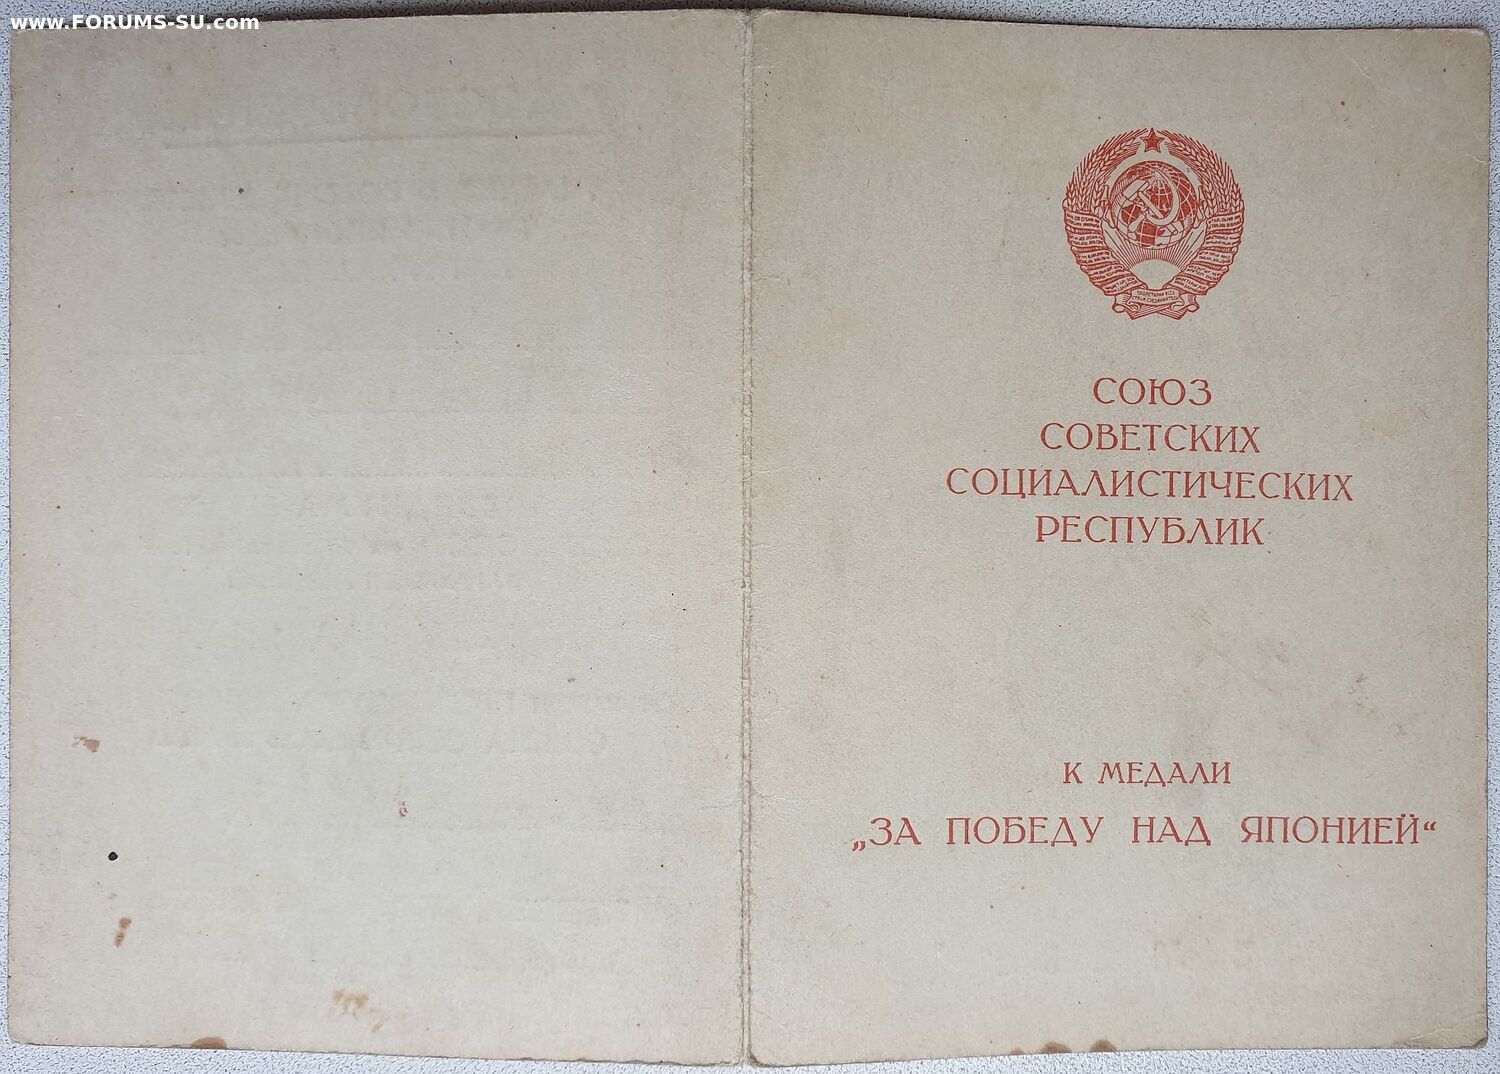 www.FORUMS-SU.com
СОЮЗ
СОВЕТСКИХ
СОЦИАЛИСТИЧЕСКИХ
РЕСПУБЛИК
К МЕДАЛИ
„ЗА ПОБЕДУ НАД ЯПОНИЕЙ“